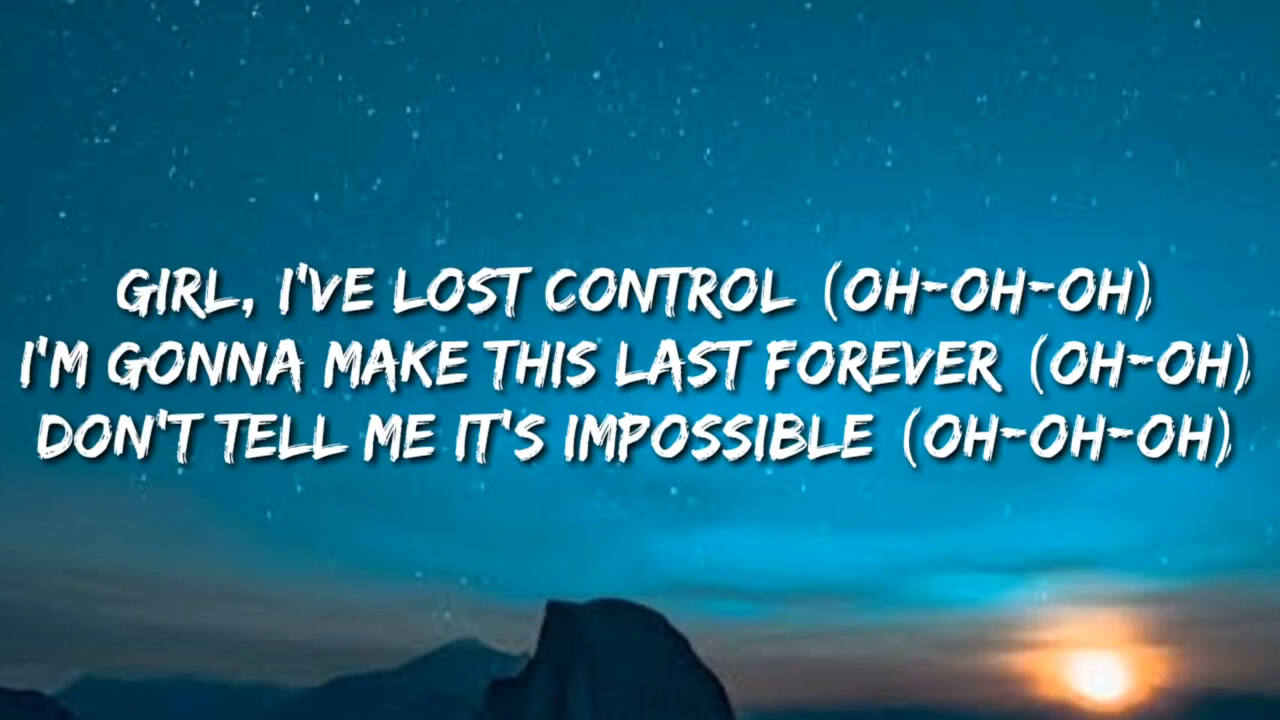 GIRL, I'VE LOST CONTROL (OH-OH-OH)
I'M GONNA MAKE THIS LAST FOREVER (OH-OH)
DON'T TELL ME IT'S IMPOSSIBLE (OH-OH-OH)